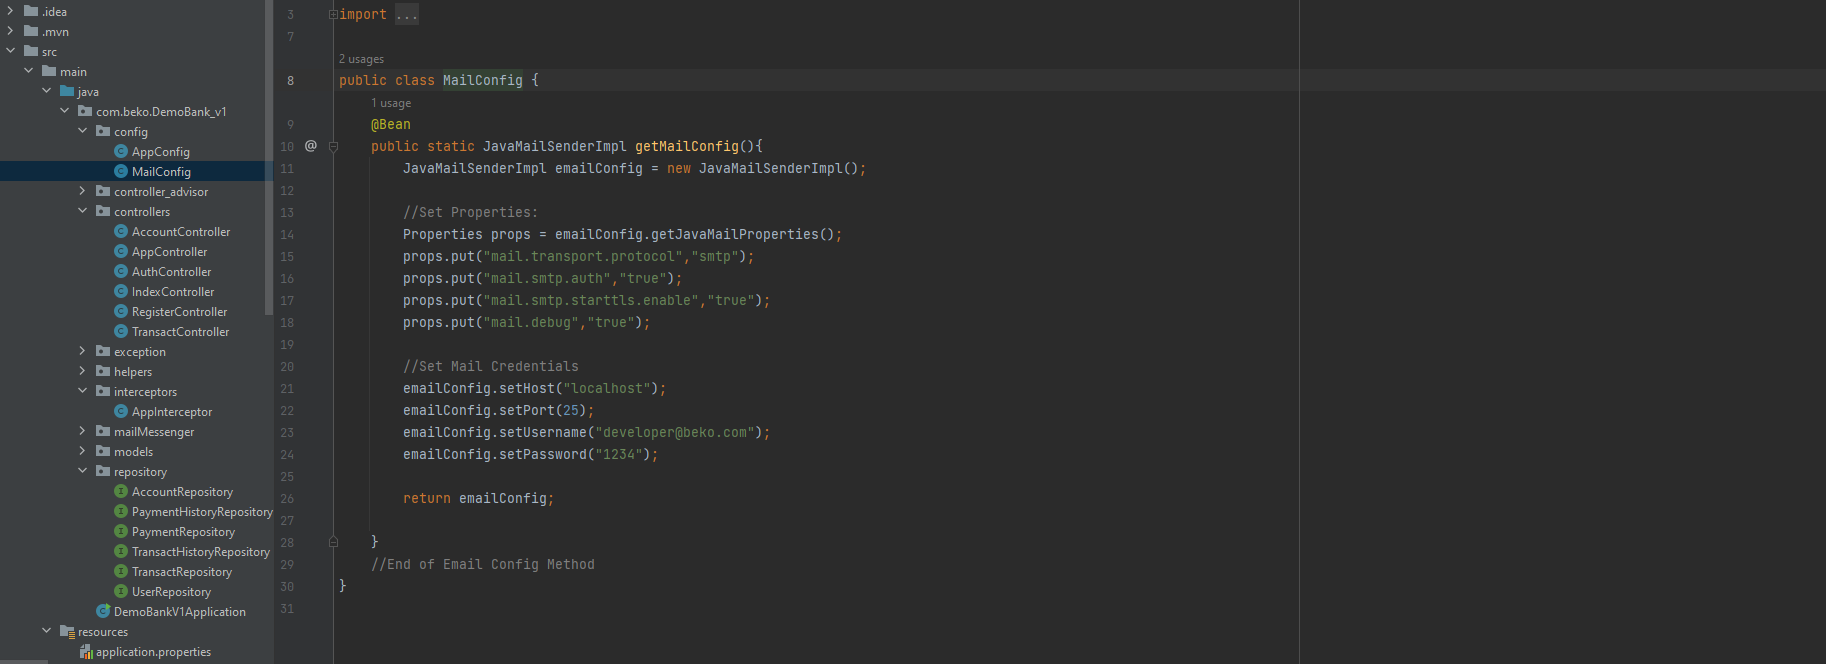 .idea
.mvn
src
main
java
com.beko.DemoBank_v1
config
AppConfig
MailConfig
controller_advisor
controllers
AccountController
AppController
AuthController
IndexController
RegisterController
TransactController
exception
helpers
interceptors
AppInterceptor
mailMessenger
models
repository
AccountRepository
PaymentHistoryRepository
PaymentRepository
TransactHistoryRepository
TransactRepository
UserRepository
DemoBankV1Application
resources
application.properties
3 import ...
7
2 usages
8 public class MailConfig {
1 usage
9 @Bean
10 @ public static JavaMailSenderImpl getMailConfig(){
11 JavaMailSenderImpl emailConfig = new JavaMailSenderImpl();
12
13 //Set Properties:
14 Properties props = emailConfig.getJavaMailProperties();
15 props.put("mail.transport.protocol","smtp");
16 props.put("mail.smtp.auth","true");
17 props.put("mail.smtp.starttls.enable","true");
18 props.put("mail.debug","true");
19
20 //Set Mail Credentials
21 emailConfig.setHost("localhost");
22 emailConfig.setPort(25);
23 emailConfig.setUsername("developer@beko.com");
24 emailConfig.setPassword("1234");
25
26 return emailConfig;
27
28 }
29 //End of Email Config Method
30 }
31